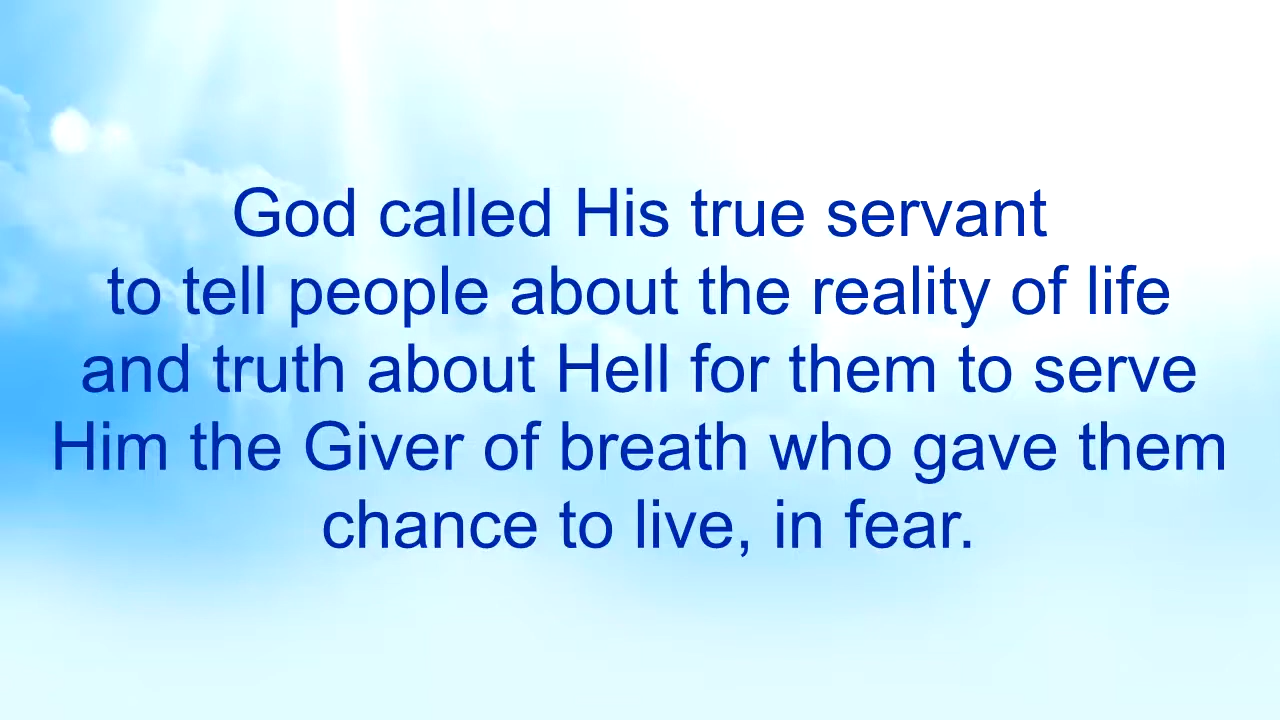 God called His true servant
to tell people about the reality of life
and truth about Hell for them to serve
Him the Giver of breath who gave them
chance to live, in fear.